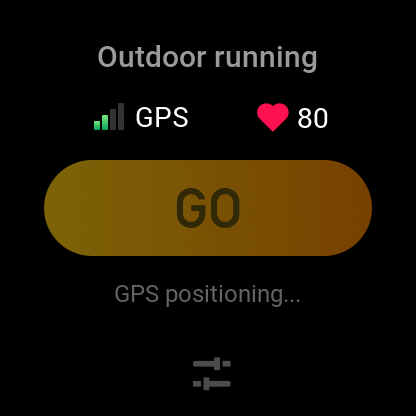 Outdoor running
GPS 80
GO
GPS positioning...